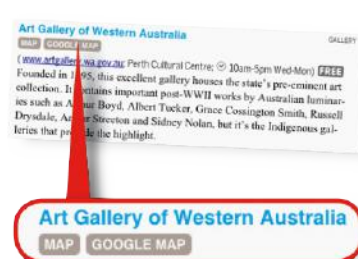 Art Gallery of Western Australia
GALLERY
MAP GOOGLE MAP
(www.artgallery.wa.gov.au; Perth Cultural Centre; 10am-5pm Wed-Mon) FREE
Founded in 1895, this excellent gallery houses the state's pre-eminent art
collection. It contains important post-WWII works by Australian luminar-
ies such as Arthur Boyd, Albert Tucker, Grace Cossington Smith, Russell
Drysdale, Arthur Streeton and Sidney Nolan, but it's the Indigenous gal-
leries that provide the highlight.
Art Gallery of Western Australia
MAP GOOGLE MAP